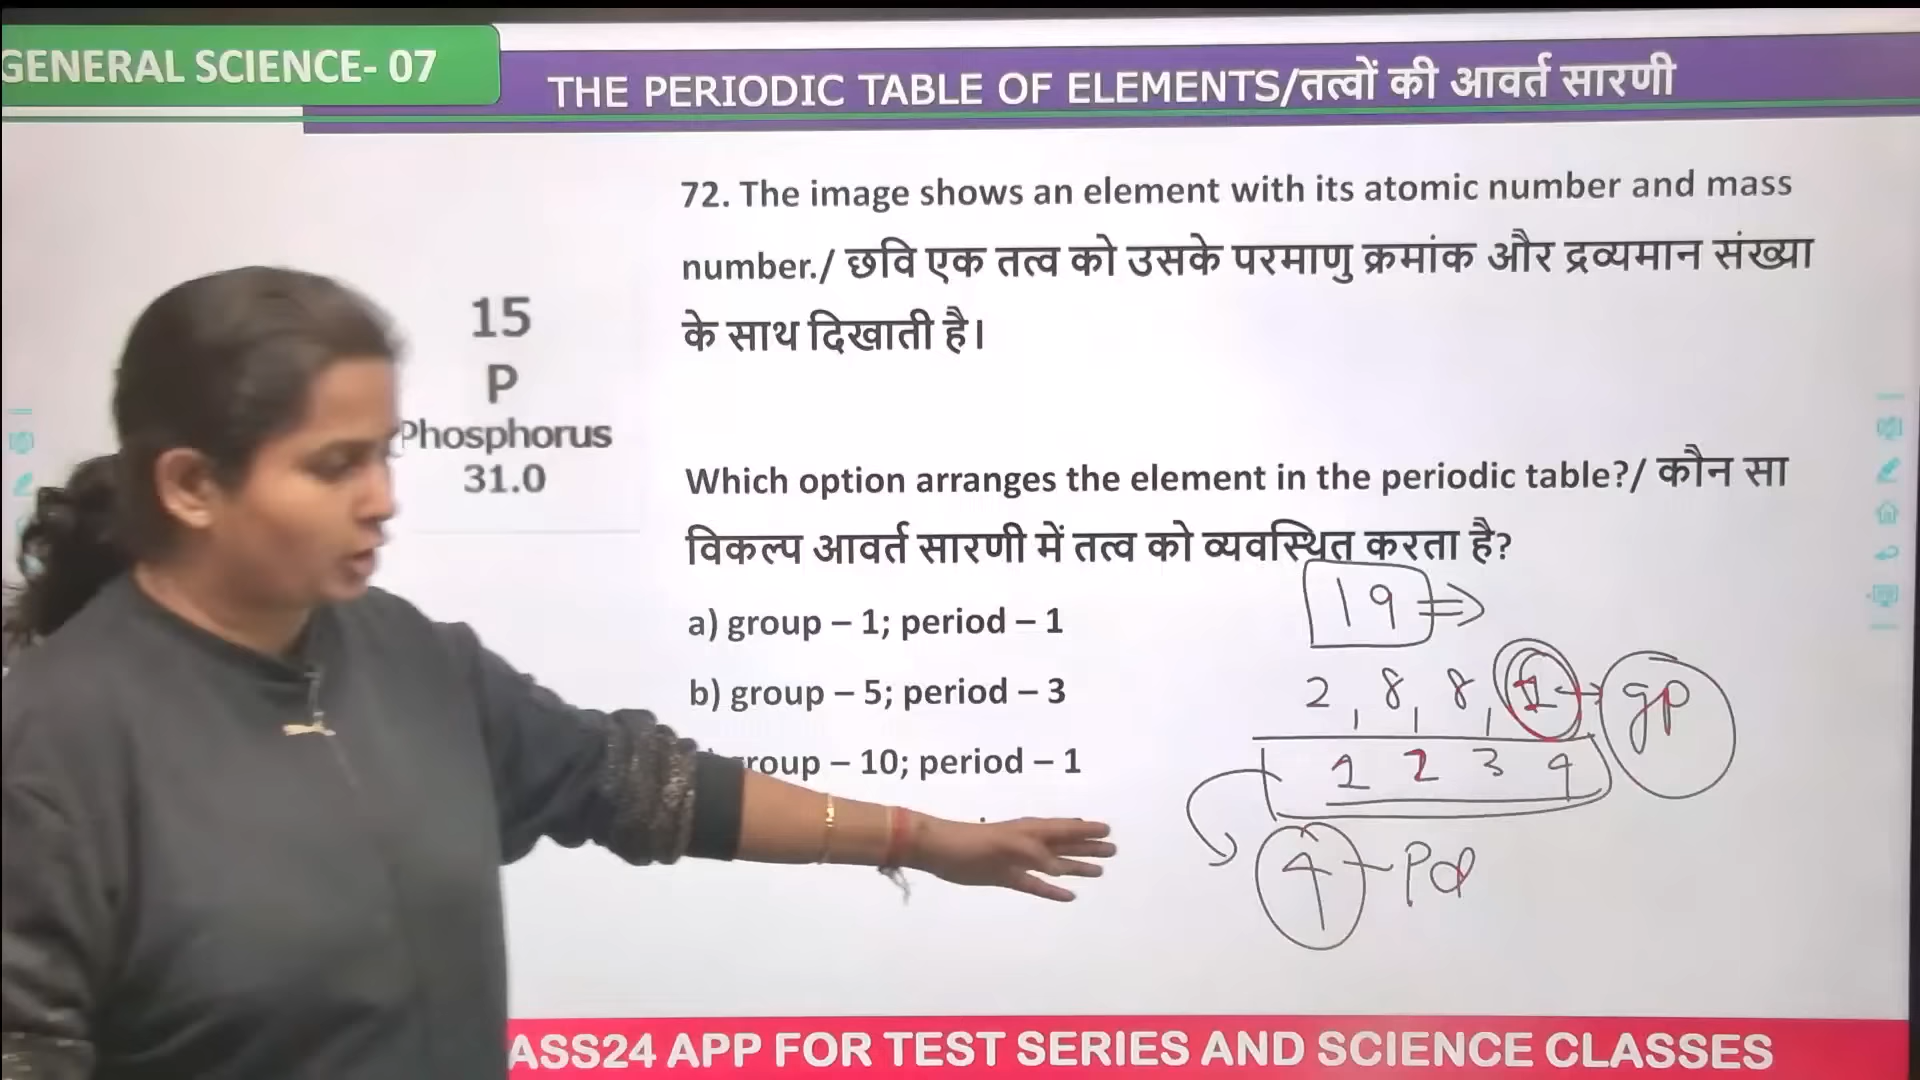 GENERAL SCIENCE- 07
THE PERIODIC TABLE OF ELEMENTS/तत्वों की आवर्त सारणी
72. The image shows an element with its atomic number and mass
number./ छवि एक तत्व को उसके परमाणु क्रमांक और द्रव्यमान संख्या
के साथ दिखाती है।
15
P
Phosphorus
31.0
Which option arranges the element in the periodic table?/ कौन सा
विकल्प आवर्त सारणी में तत्व को व्यवस्थित करता है?
a) group – 1; period – 1
b) group – 5; period – 3
roup – 10; period – 1
19 ⇒
2, 8, 8, 1 → gp
1 2 3 4
4 - Pd
ASS24 APP FOR TEST SERIES AND SCIENCE CLASSES